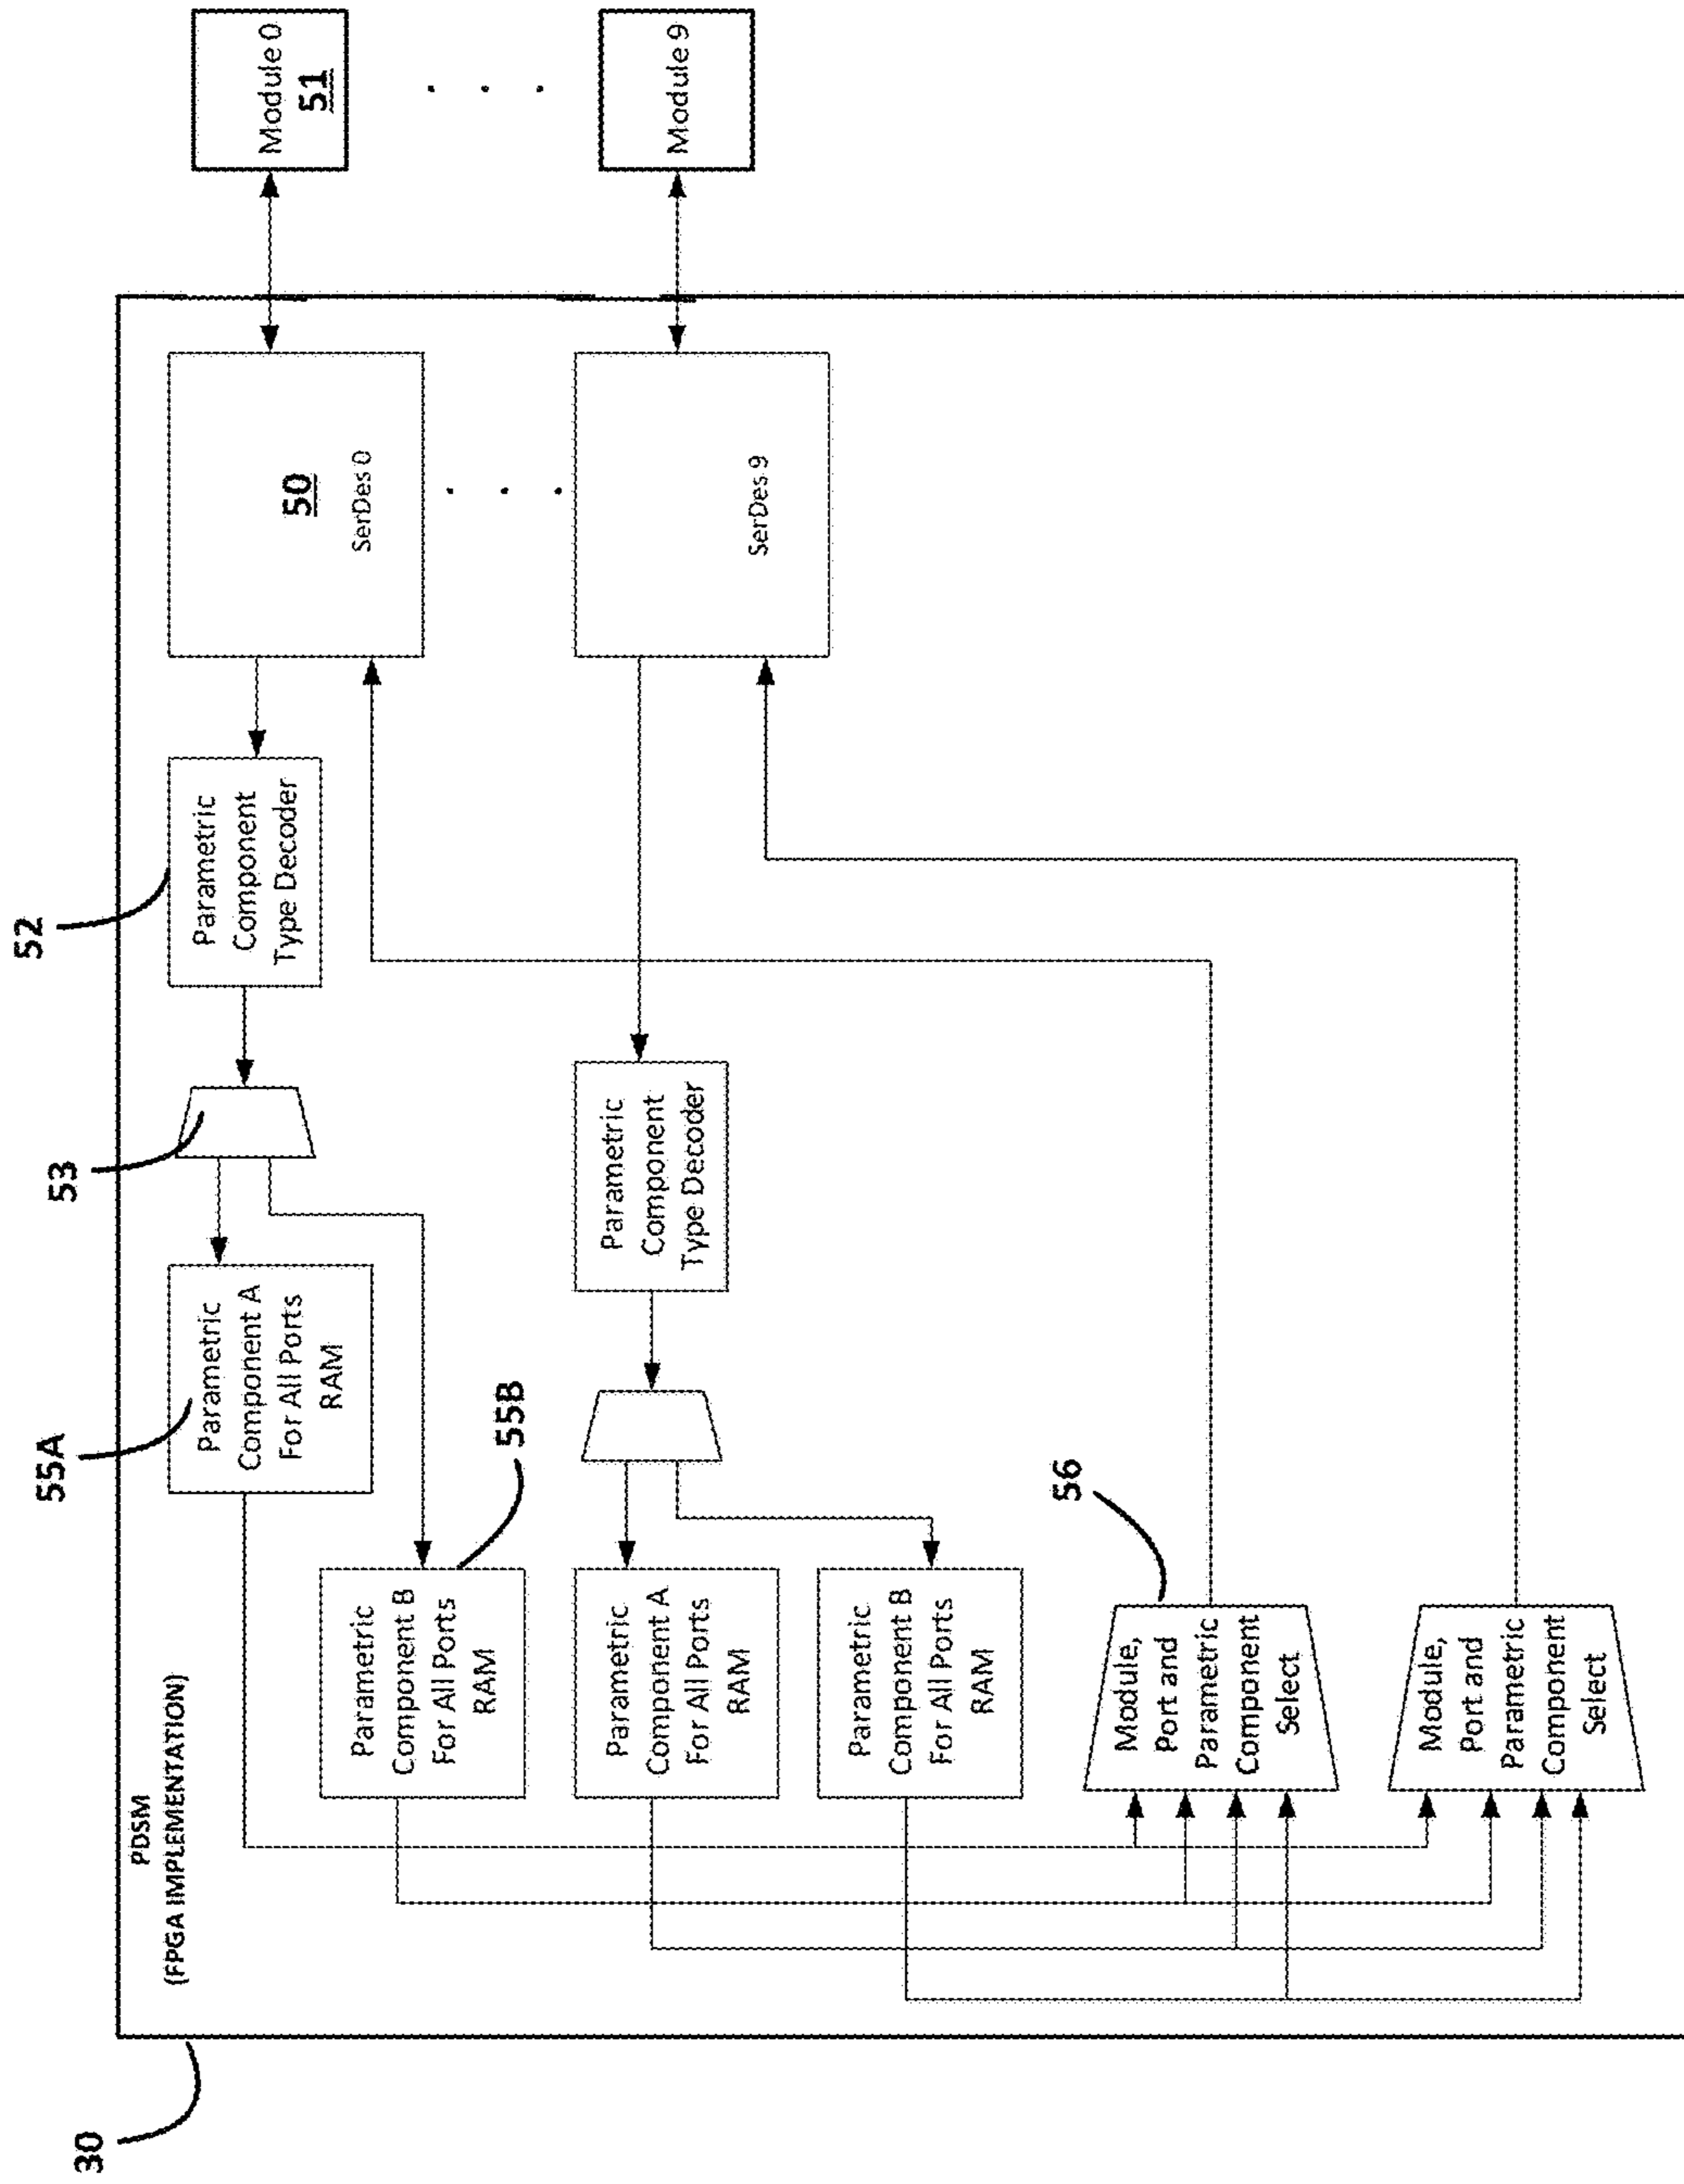 30
PDSM
(FPGA IMPLEMENTATION)
55A
Parametric
Component A
For All Ports
RAM
53
52
Parametric
Component
Type Decoder
50
SerDes 0
Module 0
51
Parametric
Component B
For All Ports
RAM
55B
Parametric
Component A
For All Ports
RAM
Parametric
Component
Type Decoder
SerDes 9
Module 9
Parametric
Component B
For All Ports
RAM
56
Module,
Port and
Parametric
Component
Select
Module,
Port and
Parametric
Component
Select